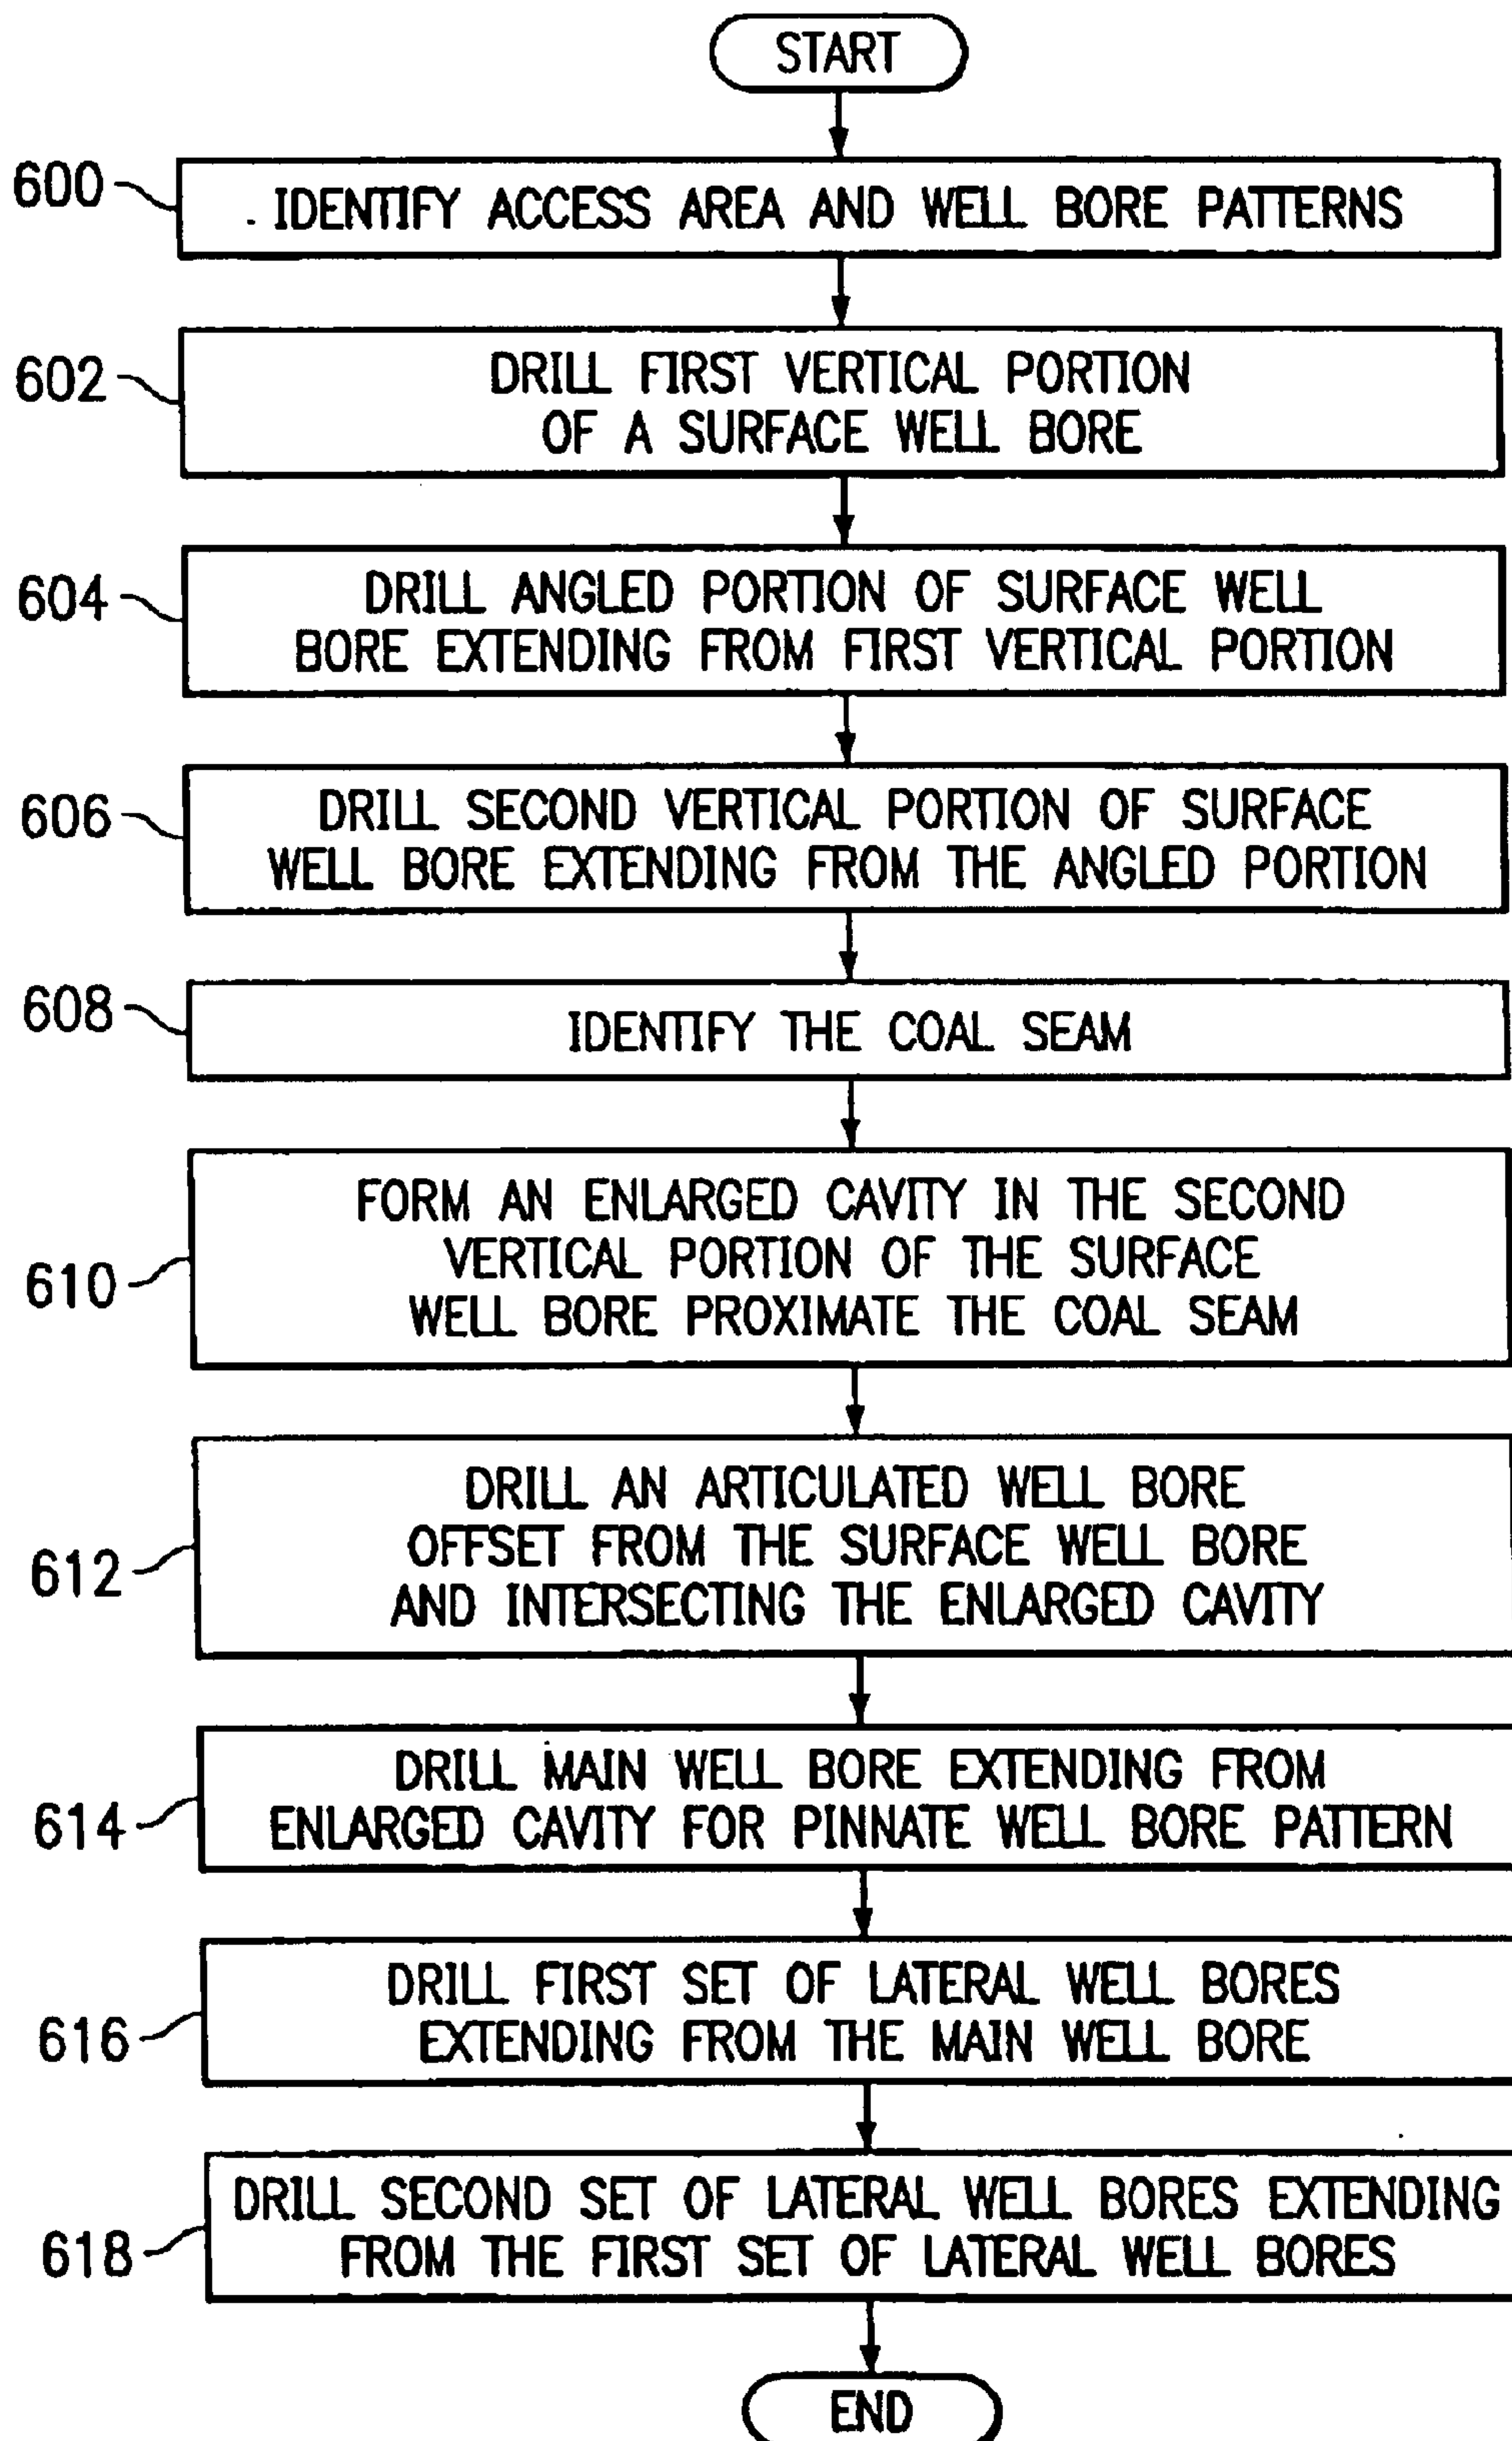 START
600
IDENTIFY ACCESS AREA AND WELL BORE PATTERNS
602
DRILL FIRST VERTICAL PORTION
OF A SURFACE WELL BORE
604
DRILL ANGLED PORTION OF SURFACE WELL
BORE EXTENDING FROM FIRST VERTICAL PORTION
606
DRILL SECOND VERTICAL PORTION OF SURFACE
WELL BORE EXTENDING FROM THE ANGLED PORTION
608
IDENTIFY THE COAL SEAM
610
FORM AN ENLARGED CAVITY IN THE SECOND
VERTICAL PORTION OF THE SURFACE
WELL BORE PROXIMATE THE COAL SEAM
612
DRILL AN ARTICULATED WELL BORE
OFFSET FROM THE SURFACE WELL BORE
AND INTERSECTING THE ENLARGED CAVITY
614
DRILL MAIN WELL BORE EXTENDING FROM
ENLARGED CAVITY FOR PINNATE WELL BORE PATTERN
616
DRILL FIRST SET OF LATERAL WELL BORES
EXTENDING FROM THE MAIN WELL BORE
618
DRILL SECOND SET OF LATERAL WELL BORES EXTENDING
FROM THE FIRST SET OF LATERAL WELL BORES
END